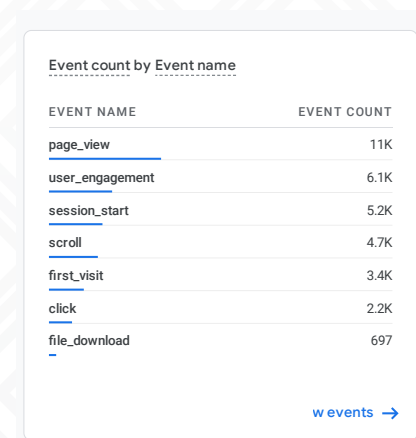 Event count by Event name
EVENT NAME EVENT COUNT
page_view 11K
user_engagement 6.1K
session_start 5.2K
scroll 4.7K
first_visit 3.4K
click 2.2K
file_download 697
w events →